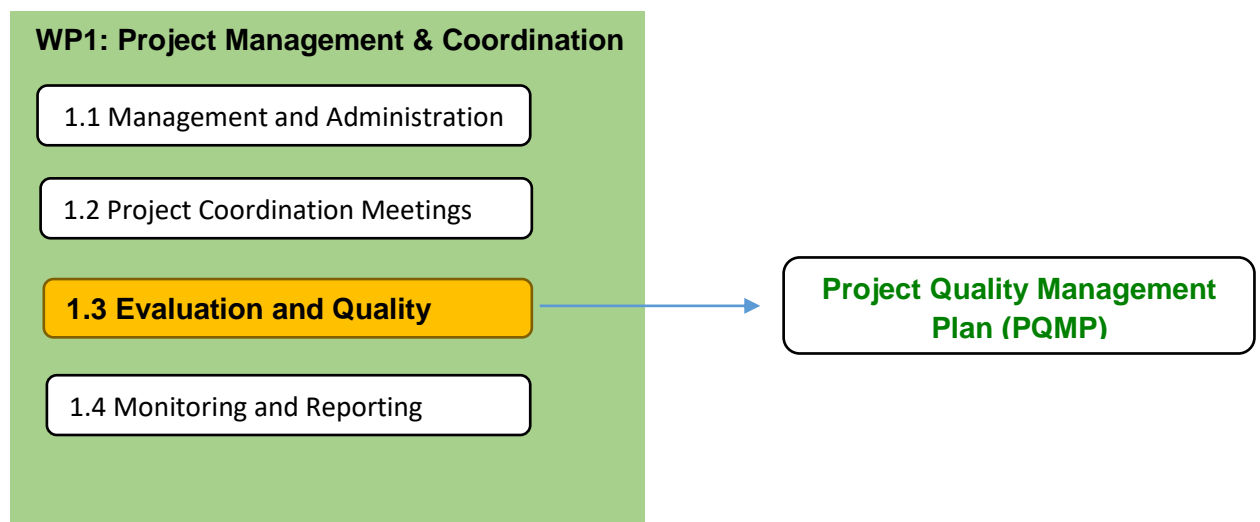 WP1: Project Management & Coordination
1.1 Management and Administration
1.2 Project Coordination Meetings
1.3 Evaluation and Quality
Project Quality Management
Plan (PQMP)
1.4 Monitoring and Reporting